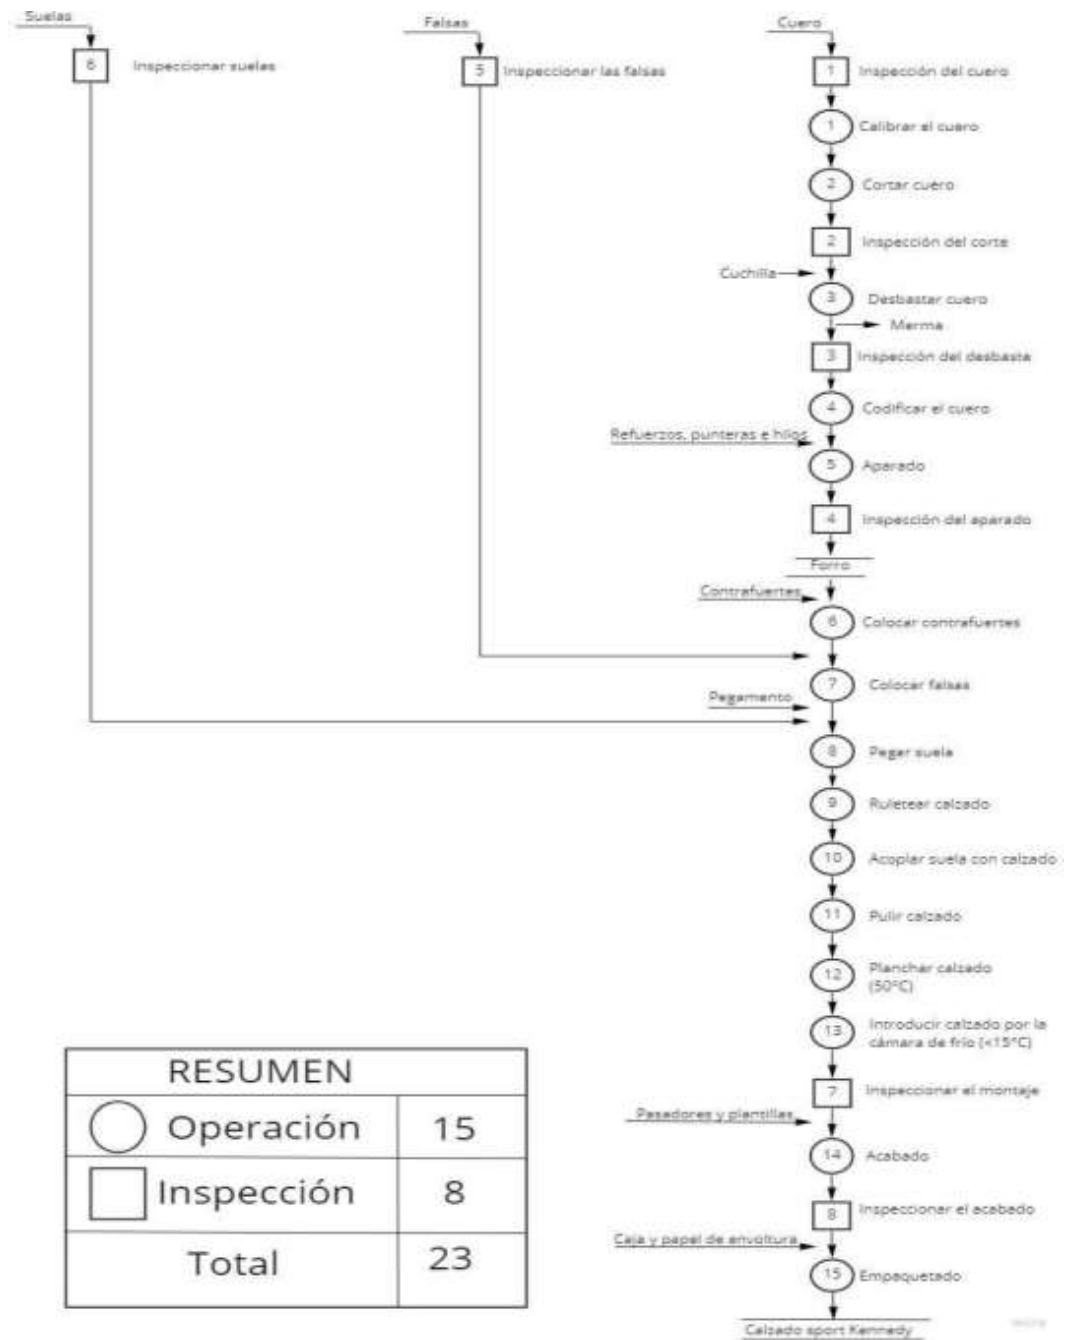 Suelas
6
Inspeccionar suelas
Falsas
5
Inspeccionar las falsas
Cuero
1
Inspección del cuero
1
Calibrar el cuero
2
Cortar cuero
2
Inspección del corte
Cuchilla
3
Desbastar cuero
Merma
3
Inspección del desbaste
4
Codificar el cuero
Refuerzos, punteras e hilos
5
Aparado
4
Inspección del aparado
Forro
Contrafuertes
6
Colocar contrafuertes
7
Colocar falsas
Pegamento
8
Pegar suela
9
Ruletear calzado
10
Acoplar suela con calzado
11
Pulir calzado
12
Planchar calzado
(50°C)
13
Introducir calzado por la
cámara de frío (<15°C)
7
Inspeccionar el montaje
Pasadores y plantillas
14
Acabado
8
Inspeccionar el acabado
Caja y papel de envoltura
15
Empaquetado
Calzado sport Kennedy
RESUMEN
Operación
15
Inspección
8
Total
23